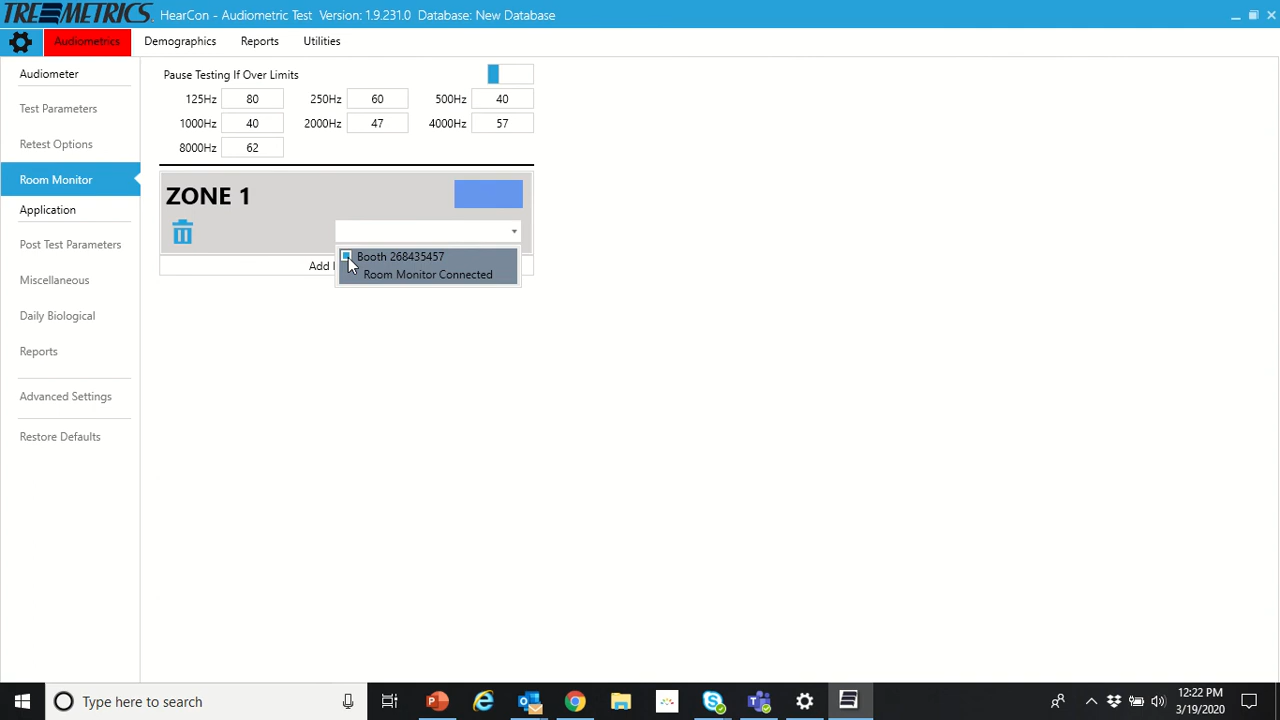 TREMETRICS. HearCon - Audiometric Test Version: 1.9.231.0 Database: New Database
Audiometrics Demographics Reports Utilities
Audiometer
Test Parameters
Retest Options
Room Monitor
Application
Post Test Parameters
Miscellaneous
Daily Biological
Reports
Advanced Settings
Restore Defaults
Pause Testing If Over Limits
125Hz 80 250Hz 60 500Hz 40
1000Hz 40 2000Hz 47 4000Hz 57
8000Hz 62
ZONE 1
Booth 268435457
Room Monitor Connected
Add
Type here to search
12:22 PM
3/19/2020